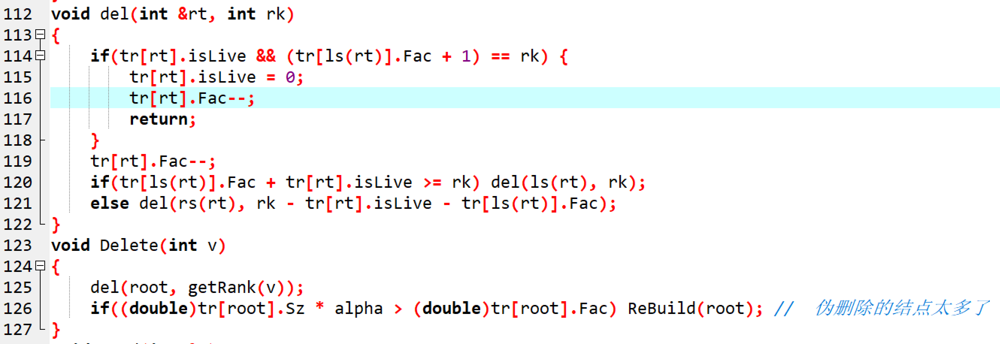 112 void del(int &rt, int rk)
113 {
114     if(tr[rt].isLive && (tr[ls(rt)].Fac + 1) == rk) {
115         tr[rt].isLive = 0;
116         tr[rt].Fac--;
117         return;
118     }
119     tr[rt].Fac--;
120     if(tr[ls(rt)].Fac + tr[rt].isLive >= rk) del(ls(rt), rk);
121     else del(rs(rt), rk - tr[rt].isLive - tr[ls(rt)].Fac);
122 }
123 void Delete(int v)
124 {
125     del(root, getRank(v));
126     if((double)tr[root].Sz * alpha > (double)tr[root].Fac) ReBuild(root); //  伪删除的结点太多了
127 }